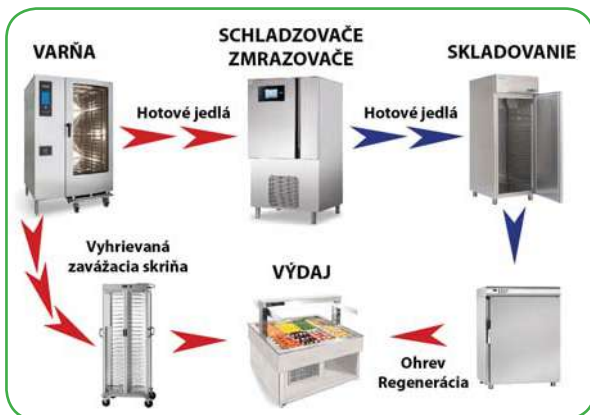 VARŇA
SCHLADZOVAČE
ZMRAZOVAČE
SKLADOVANIE
Hotové jedlá
Hotové jedlá
Vyhrievaná
zavážacia skriňa
VÝDAJ
Ohrev
Regenerácia